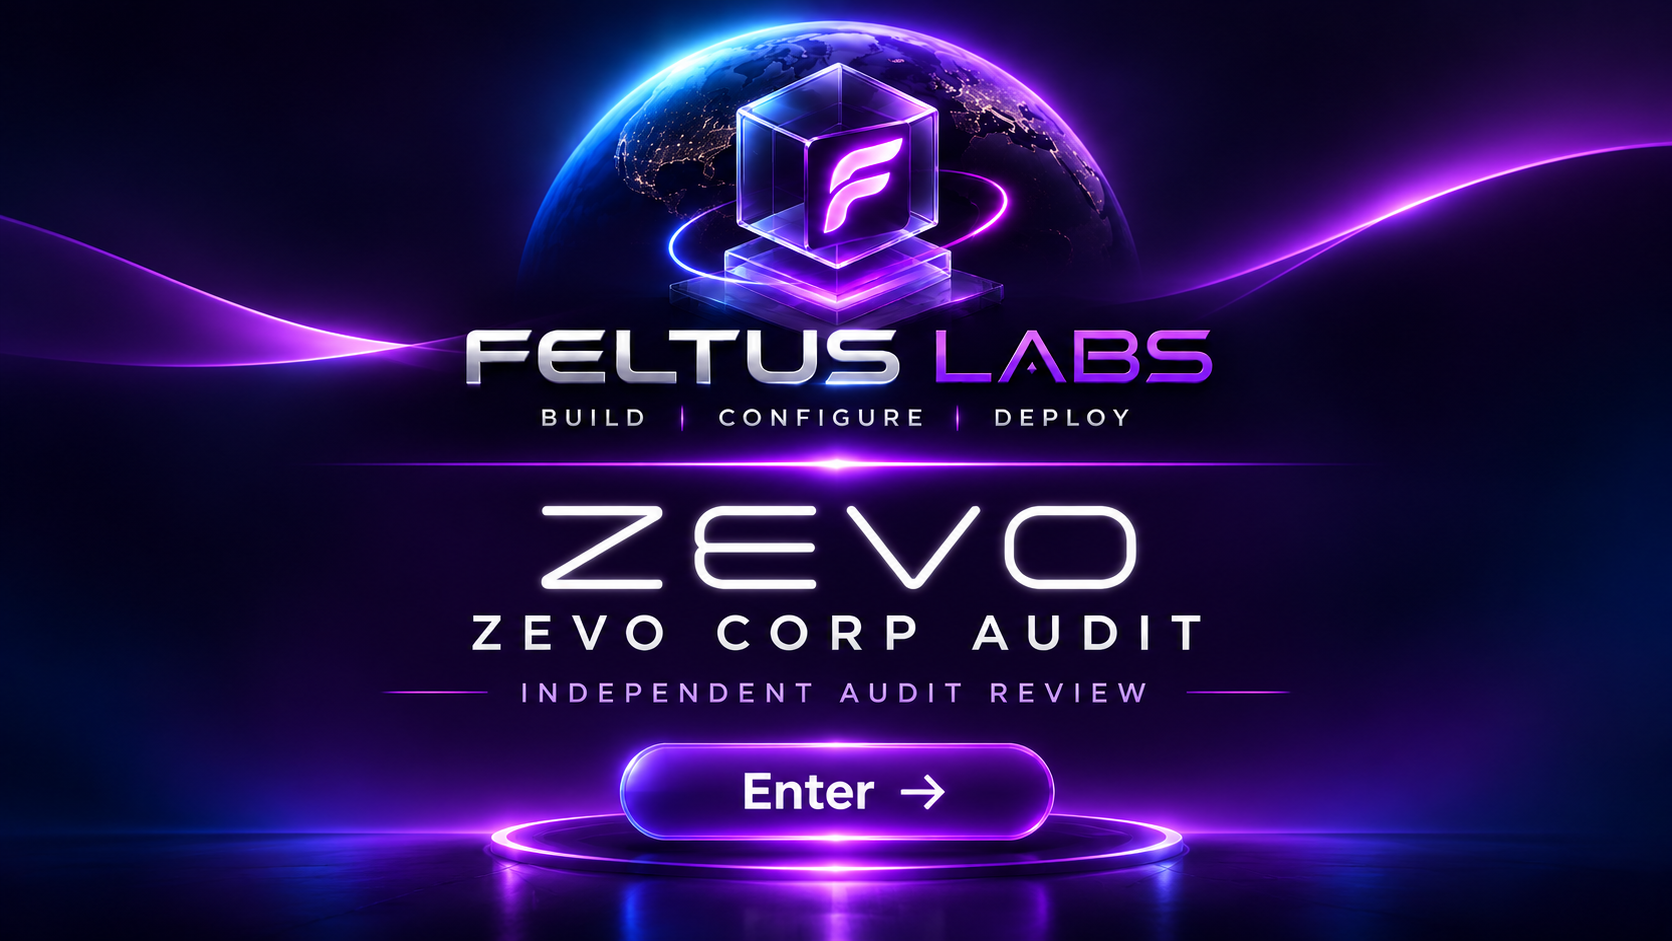 FELTUS LABS
BUILD | CONFIGURE | DEPLOY
ZEVO
ZEVO CORP AUDIT
INDEPENDENT AUDIT REVIEW
Enter →